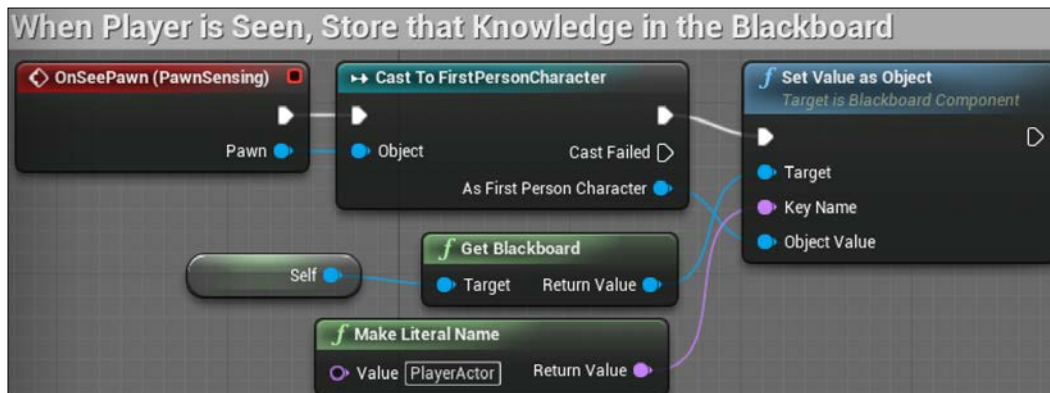 When Player is Seen, Store that Knowledge in the Blackboard
OnSeePawn (PawnSensing)
Pawn
Cast To FirstPersonCharacter
Object
Cast Failed
As First Person Character
f Set Value as Object
Target is Blackboard Component
Target
Key Name
Object Value
Self
f Get Blackboard
Target Return Value
f Make Literal Name
Value PlayerActor Return Value